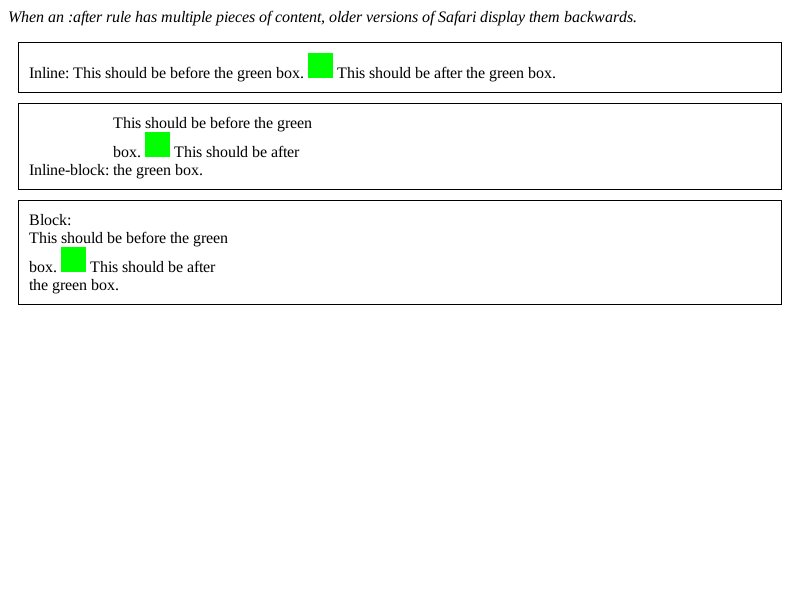 When an :after rule has multiple pieces of content, older versions of Safari display them backwards.
Inline: This should be before the green box. This should be after the green box.
This should be before the green
box. This should be after
Inline-block: the green box.
Block:
This should be before the green
box. This should be after
the green box.